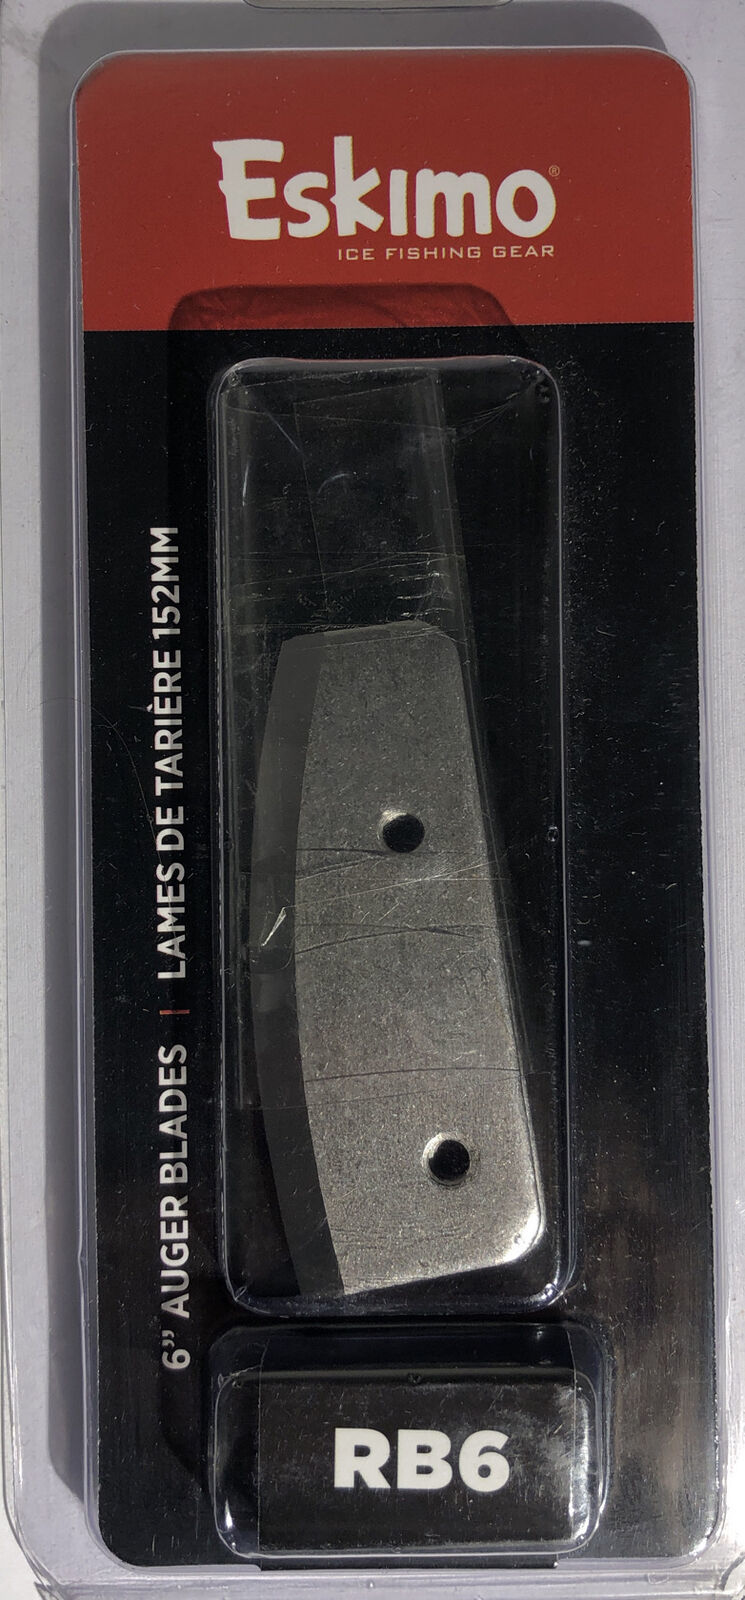 Eskimo®
ICE FISHING GEAR
6” AUGER BLADES | LAMES DE TARIÈRE 152MM
RB6